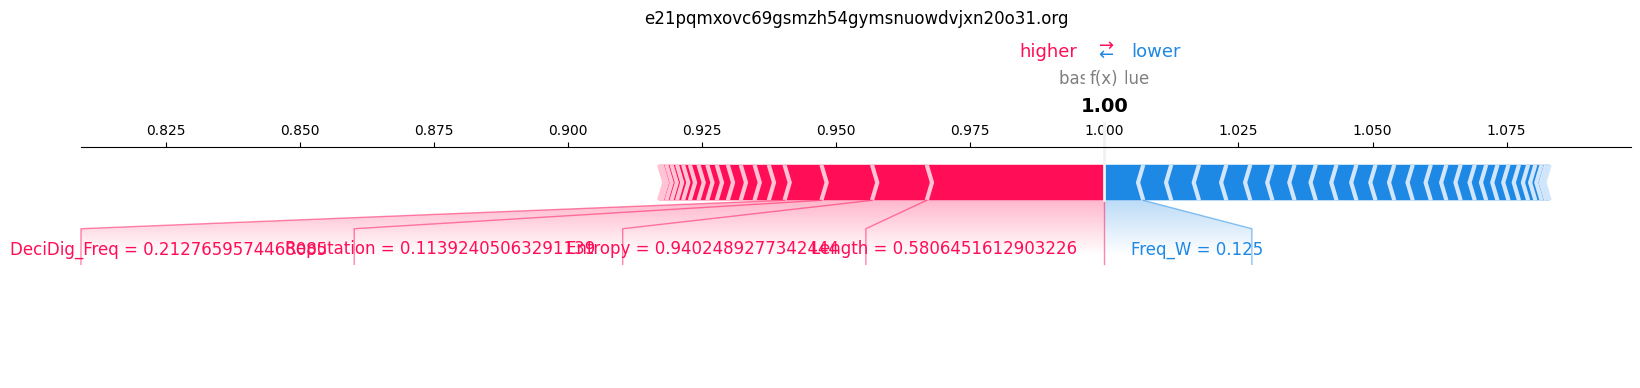 e21pqmxovc69gsmzh54gymsnuowdvjxn20o31.org
higher ⇄ lower
bas f(x) lue
1.00
0.825 0.850 0.875 0.900 0.925 0.950 0.975 1.000 1.025 1.050 1.075
DeciDig_Freq = 0.2127659574468085 Reputation = 0.11392405063291139 Entropy = 0.9402489277342444 Length = 0.5806451612903226 Freq_W = 0.125